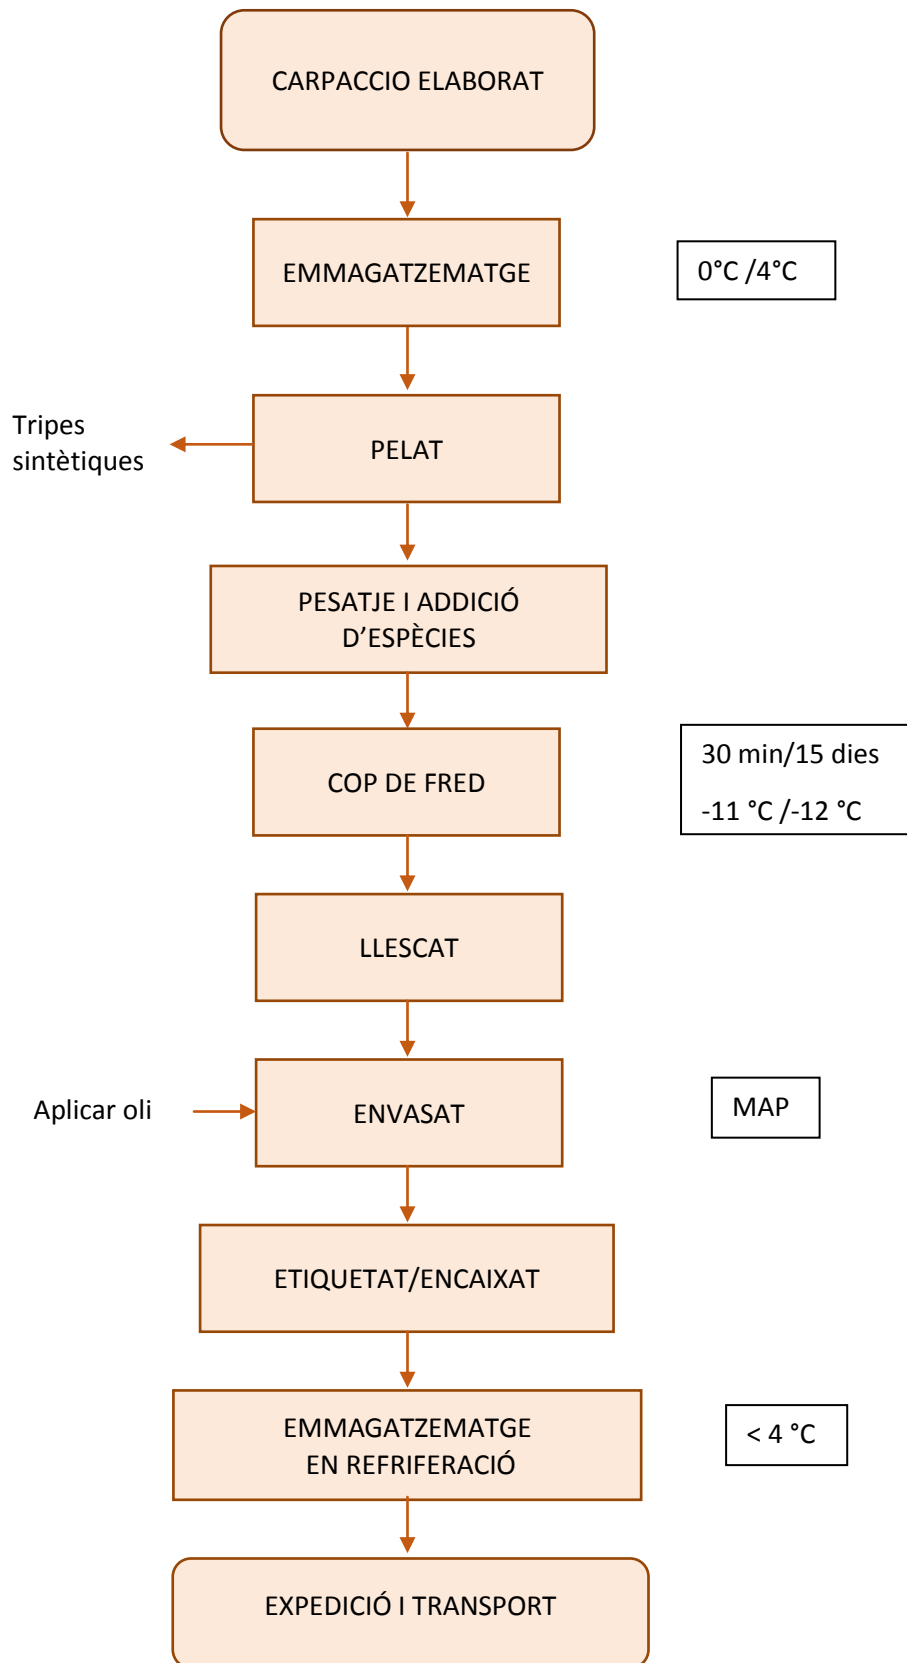 CARPACCIO ELABORAT
EMMAGATZEMATGE
0°C /4°C
Tripes
sintètiques
PELAT
PESATJE I ADDICIÓ
D’ESPÈCIES
COP DE FRED
30 min/15 dies
-11 °C /-12 °C
LLESCAT
Aplicar oli
ENVASAT
MAP
ETIQUETAT/ENCAIXAT
EMMAGATZEMATGE
EN REFRIFERACIÓ
< 4 °C
EXPEDICIÓ I TRANSPORT